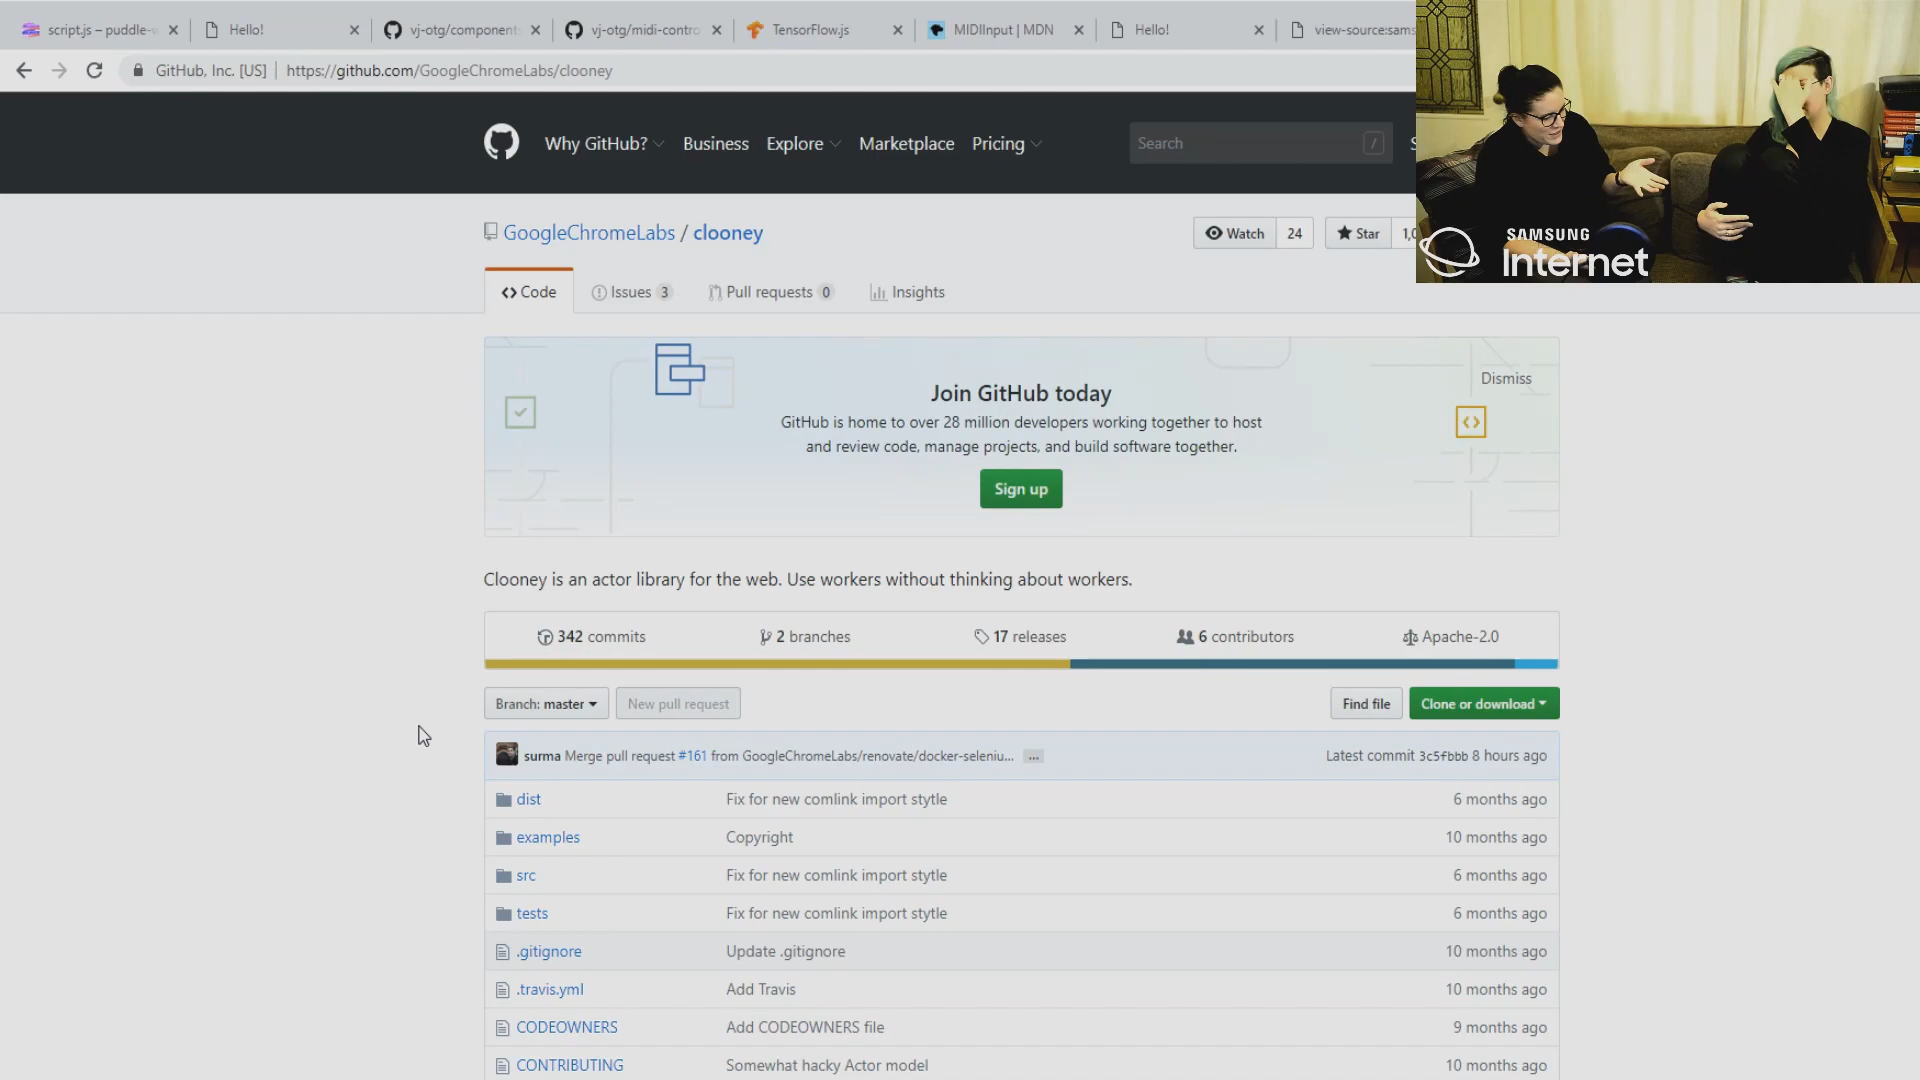 script.js – puddle-w
Hello!
vj-otg/component
vj-otg/midi-contro
TensorFlow.js
MIDIInput | MDN
Hello!
view-source:sams
GitHub, Inc. [US]
https://github.com/GoogleChromeLabs/clooney
Why GitHub?
Business
Explore
Marketplace
Pricing
Search
/
S
GoogleChromeLabs / clooney
Watch
24
Star
1,0
SAMSUNG
Internet
Code
Issues 3
Pull requests 0
Insights
Join GitHub today
Dismiss
GitHub is home to over 28 million developers working together to host
and review code, manage projects, and build software together.
Sign up
Clooney is an actor library for the web. Use workers without thinking about workers.
342 commits
2 branches
17 releases
6 contributors
Apache-2.0
Branch: master
New pull request
Find file
Clone or download
surma Merge pull request #161 from GoogleChromeLabs/renovate/docker-seleniu...
...
Latest commit 3c5fbbb 8 hours ago
dist
Fix for new comlink import stytle
6 months ago
examples
Copyright
10 months ago
src
Fix for new comlink import stytle
6 months ago
tests
Fix for new comlink import stytle
6 months ago
.gitignore
Update .gitignore
10 months ago
.travis.yml
Add Travis
10 months ago
CODEOWNERS
Add CODEOWNERS file
9 months ago
CONTRIBUTING
Somewhat hacky Actor model
10 months ago